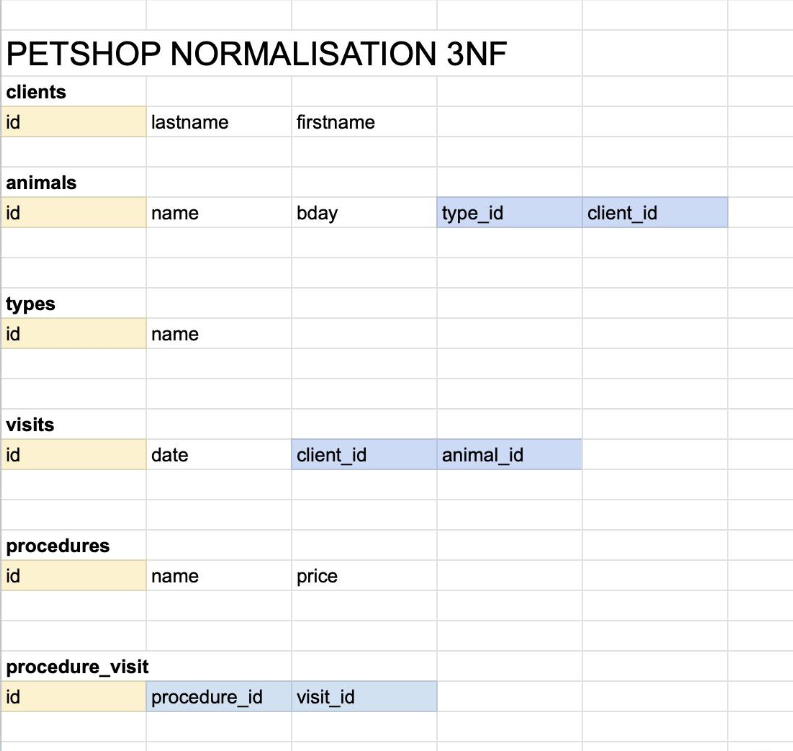 PETSHOP NORMALISATION 3NF
clients
id lastname firstname
animals
id name bday type_id client_id
types
id name
visits
id date client_id animal_id
procedures
id name price
procedure_visit
id procedure_id visit_id